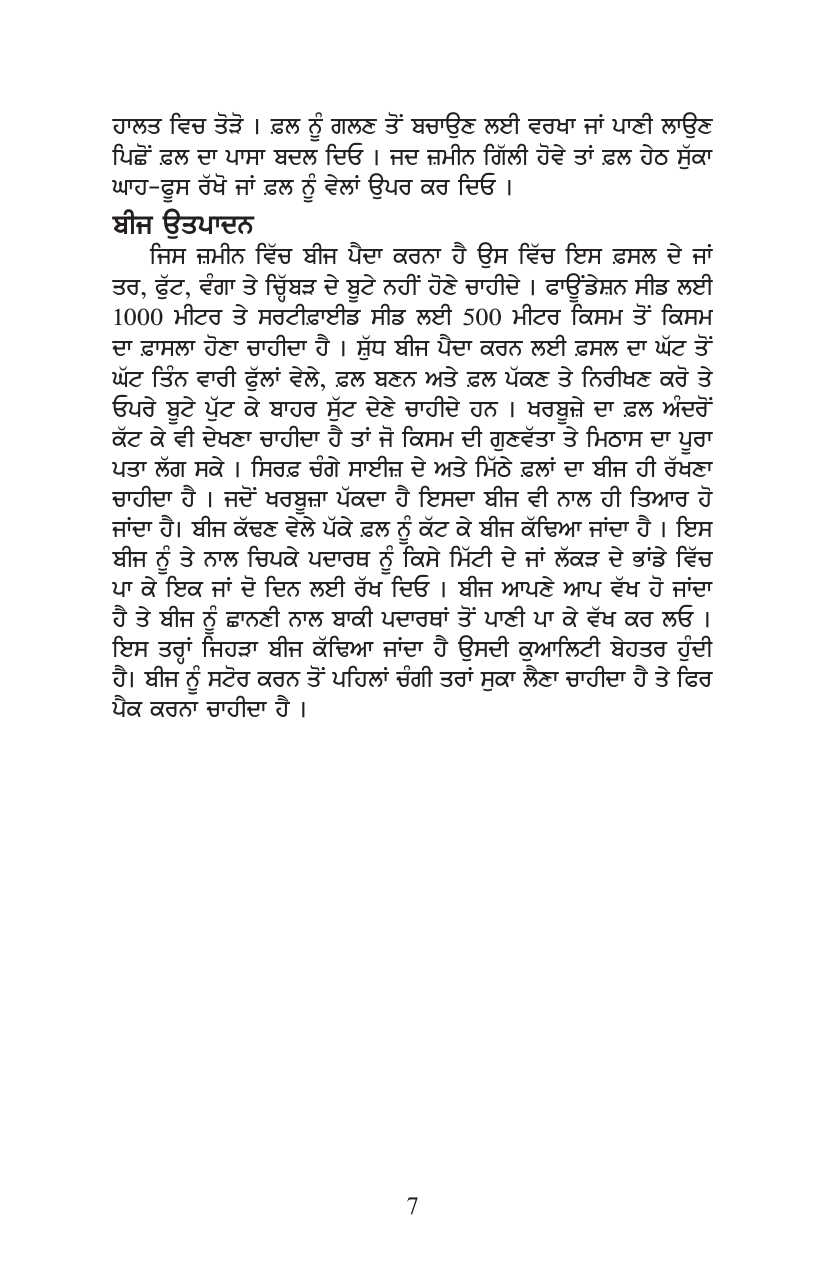 ਹਾਲਤ ਵਿਚ ਤੋੜੋ । ਫ਼ਲ ਨੂੰ ਗਲਣ ਤੋਂ ਬਚਾਉਣ ਲਈ ਵਰਖਾ ਜਾਂ ਪਾਣੀ ਲਾਉਣ
ਪਿਛੋਂ ਫ਼ਲ ਦਾ ਪਾਸਾ ਬਦਲ ਦਿਓ । ਜਦ ਜ਼ਮੀਨ ਗਿੱਲੀ ਹੋਵੇ ਤਾਂ ਫ਼ਲ ਹੇਠ ਸੁੱਕਾ
ਘਾਹ-ਫੂਸ ਰੱਖੋ ਜਾਂ ਫ਼ਲ ਨੂੰ ਵੇਲਾਂ ਉਪਰ ਕਰ ਦਿਓ ।
ਬੀਜ ਉਤਪਾਦਨ
ਜਿਸ ਜ਼ਮੀਨ ਵਿੱਚ ਬੀਜ ਪੈਦਾ ਕਰਨਾ ਹੈ ਉਸ ਵਿੱਚ ਇਸ ਫ਼ਸਲ ਦੇ ਜਾਂ
ਤਰ, ਫੁੱਟ, ਵੰਗਾ ਤੇ ਚ੍ਹਿੱਬੜ ਦੇ ਬੂਟੇ ਨਹੀਂ ਹੋਣੇ ਚਾਹੀਦੇ । ਫਾਊਂਡੇਸ਼ਨ ਸੀਡ ਲਈ
1000 ਮੀਟਰ ਤੇ ਸਰਟੀਫ਼ਾਈਡ ਸੀਡ ਲਈ 500 ਮੀਟਰ ਕਿਸਮ ਤੋਂ ਕਿਸਮ
ਦਾ ਫ਼ਾਸਲਾ ਹੋਣਾ ਚਾਹੀਦਾ ਹੈ । ਸ਼ੁੱਧ ਬੀਜ ਪੈਦਾ ਕਰਨ ਲਈ ਫ਼ਸਲ ਦਾ ਘੱਟ ਤੋਂ
ਘੱਟ ਤਿੰਨ ਵਾਰੀ ਫੁੱਲਾਂ ਵੇਲੇ, ਫ਼ਲ ਬਣਨ ਅਤੇ ਫ਼ਲ ਪੱਕਣ ਤੇ ਨਿਰੀਖਣ ਕਰੋ ਤੇ
ਓਪਰੇ ਬੂਟੇ ਪੁੱਟ ਕੇ ਬਾਹਰ ਸੁੱਟ ਦੇਣੇ ਚਾਹੀਦੇ ਹਨ । ਖਰਬੂਜ਼ੇ ਦਾ ਫ਼ਲ ਅੰਦਰੋਂ
ਕੱਟ ਕੇ ਵੀ ਦੇਖਣਾ ਚਾਹੀਦਾ ਹੈ ਤਾਂ ਜੋ ਕਿਸਮ ਦੀ ਗੁਣਵੱਤਾ ਤੇ ਮਿਠਾਸ ਦਾ ਪੂਰਾ
ਪਤਾ ਲੱਗ ਸਕੇ । ਸਿਰਫ਼ ਚੰਗੇ ਸਾਈਜ਼ ਦੇ ਅਤੇ ਮਿੱਠੇ ਫ਼ਲਾਂ ਦਾ ਬੀਜ ਹੀ ਰੱਖਣਾ
ਚਾਹੀਦਾ ਹੈ । ਜਦੋਂ ਖਰਬੂਜ਼ਾ ਪੱਕਦਾ ਹੈ ਇਸਦਾ ਬੀਜ ਵੀ ਨਾਲ ਹੀ ਤਿਆਰ ਹੋ
ਜਾਂਦਾ ਹੈ। ਬੀਜ ਕੱਢਣ ਵੇਲੇ ਪੱਕੇ ਫ਼ਲ ਨੂੰ ਕੱਟ ਕੇ ਬੀਜ ਕੱਢਿਆ ਜਾਂਦਾ ਹੈ । ਇਸ
ਬੀਜ ਨੂੰ ਤੇ ਨਾਲ ਚਿਪਕੇ ਪਦਾਰਥ ਨੂੰ ਕਿਸੇ ਮਿੱਟੀ ਦੇ ਜਾਂ ਲੱਕੜ ਦੇ ਭਾਂਡੇ ਵਿੱਚ
ਪਾ ਕੇ ਇਕ ਜਾਂ ਦੋ ਦਿਨ ਲਈ ਰੱਖ ਦਿਓ । ਬੀਜ ਆਪਣੇ ਆਪ ਵੱਖ ਹੋ ਜਾਂਦਾ
ਹੈ ਤੇ ਬੀਜ ਨੂੰ ਛਾਨਣੀ ਨਾਲ ਬਾਕੀ ਪਦਾਰਥਾਂ ਤੋਂ ਪਾਣੀ ਪਾ ਕੇ ਵੱਖ ਕਰ ਲਓ ।
ਇਸ ਤਰ੍ਹਾਂ ਜਿਹੜਾ ਬੀਜ ਕੱਢਿਆ ਜਾਂਦਾ ਹੈ ਉਸਦੀ ਕੁਆਲਿਟੀ ਬੇਹਤਰ ਹੁੰਦੀ
ਹੈ। ਬੀਜ ਨੂੰ ਸਟੋਰ ਕਰਨ ਤੋਂ ਪਹਿਲਾਂ ਚੰਗੀ ਤਰਾਂ ਸੁਕਾ ਲੈਣਾ ਚਾਹੀਦਾ ਹੈ ਤੇ ਫਿਰ
ਪੈਕ ਕਰਨਾ ਚਾਹੀਦਾ ਹੈ ।
7